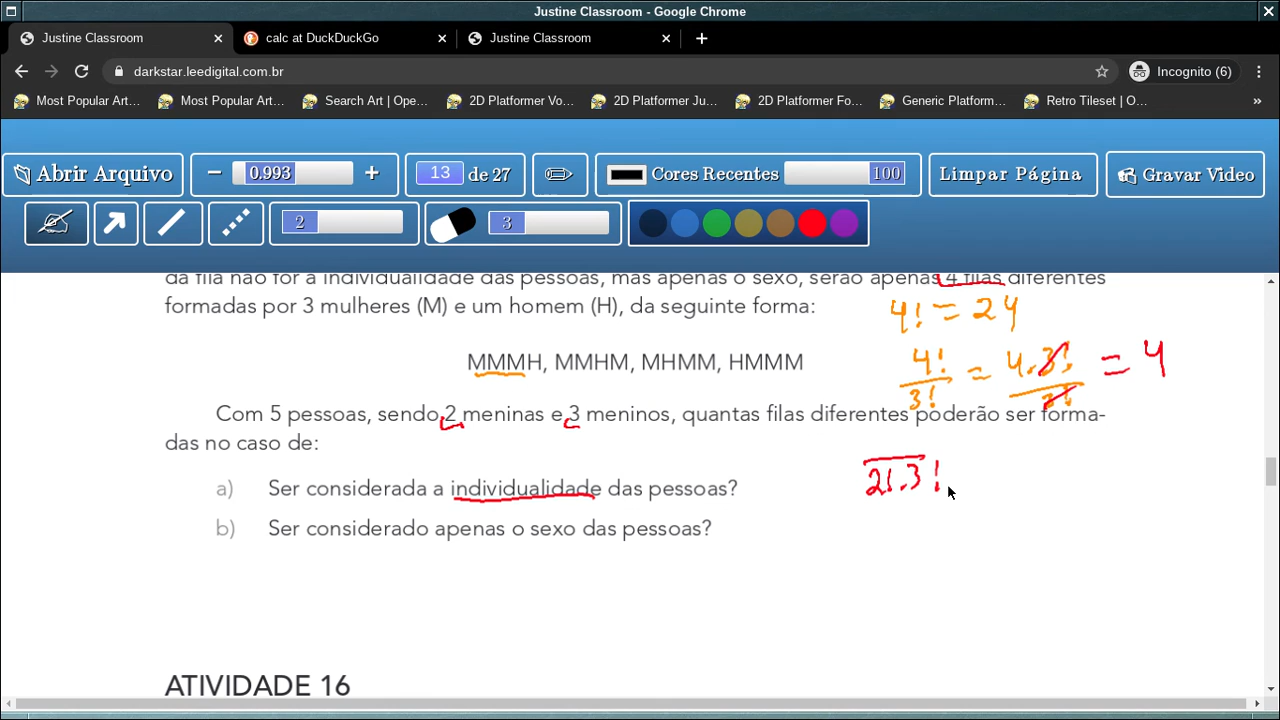 Justine Classroom - Google Chrome
Justine Classroom
calc at DuckDuckGo
Justine Classroom
darkstar.leedigital.com.br
Incognito (6)
Most Popular Art...
Most Popular Art...
Search Art | Ope...
2D Platformer Vo...
2D Platformer Ju...
2D Platformer Fo...
Generic Platform...
Retro Tileset | O...
»
Abrir Arquivo
− 0.993 +
13 de 27
Cores Recentes 100
Limpar Página
Gravar Video
2
3
da fila não for a individualidade das pessoas, mas apenas o sexo, serão apenas 4 filas diferentes
formadas por 3 mulheres (M) e um homem (H), da seguinte forma:
4! = 24
MMMH, MMHM, MHMM, HMMM
4!/3! = 4.3!/3! = 4
Com 5 pessoas, sendo 2 meninas e 3 meninos, quantas filas diferentes poderão ser forma-
das no caso de:
a) Ser considerada a individualidade das pessoas?
2!.3!
b) Ser considerado apenas o sexo das pessoas?
ATIVIDADE 16